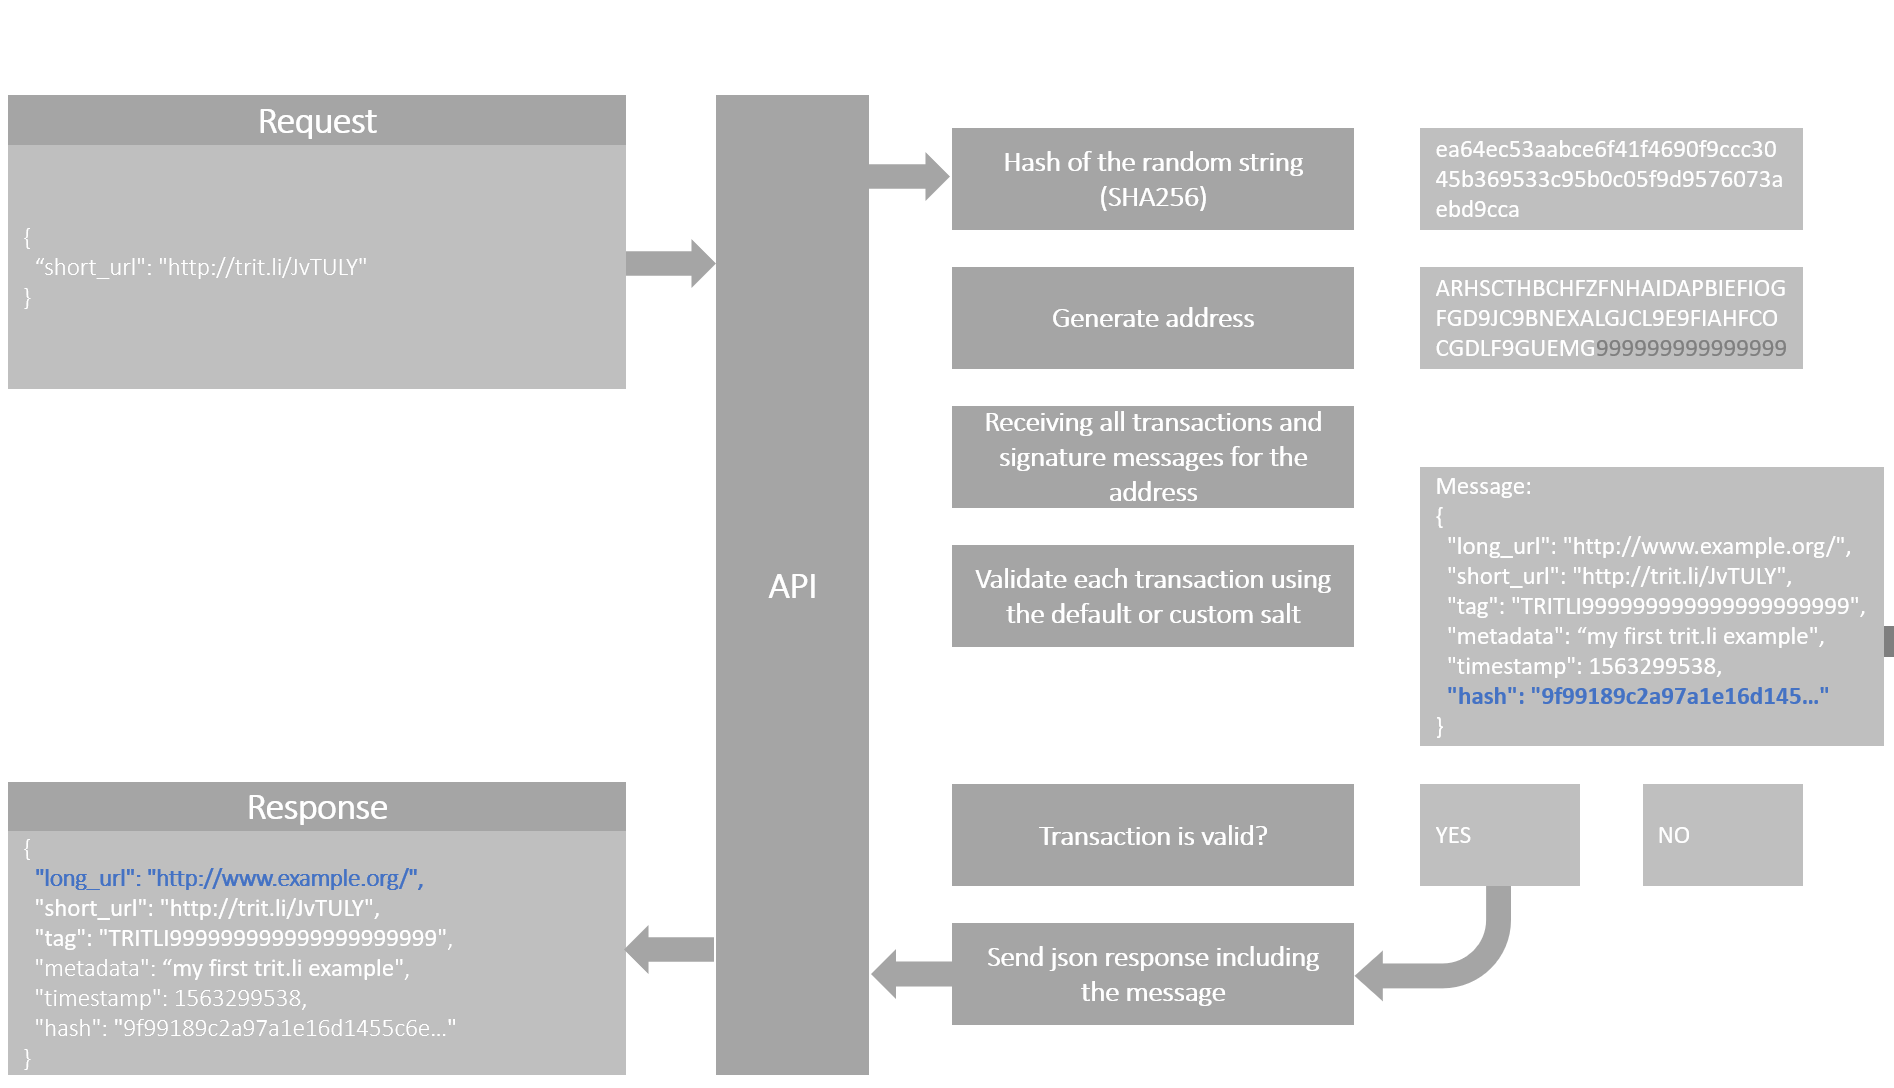 Request
{
“short_url": "http://trit.li/JvTULY"
}
API
Hash of the random string
(SHA256)
ea64ec53aabce6f41f4690f9ccc30
45b369533c95b0c05f9d9576073a
ebd9cca
Generate address
ARHSCTHBCHFZFNHAIDAPBIEFIOG
FGD9JC9BNEXALGJCL9E9FIAHFCO
CGDLF9GUEMG999999999999999
Receiving all transactions and
signature messages for the
address
Validate each transaction using
the default or custom salt
Message:
{
"long_url": "http://www.example.org/",
"short_url": "http://trit.li/JvTULY",
"tag": "TRITLI999999999999999999999",
"metadata": “my first trit.li example",
"timestamp": 1563299538,
"hash": "9f99189c2a97a1e16d145…"
}
Transaction is valid?
YES
NO
Send json response including
the message
Response
{
"long_url": "http://www.example.org/",
"short_url": "http://trit.li/JvTULY",
"tag": "TRITLI999999999999999999999",
"metadata": “my first trit.li example",
"timestamp": 1563299538,
"hash": "9f99189c2a97a1e16d1455c6e…"
}